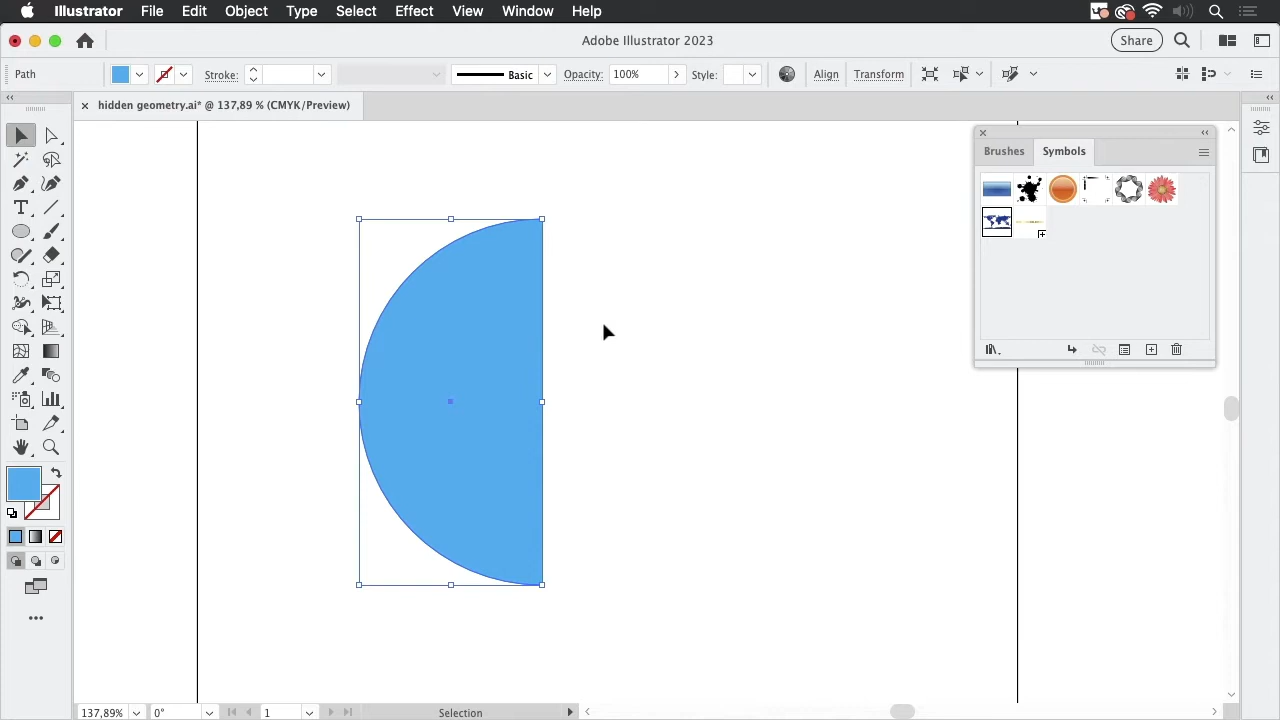 Illustrator File Edit Object Type Select Effect View Window Help
Adobe Illustrator 2023
Share
Path
Stroke:
Basic
Opacity:
100%
Style:
Align
Transform
hidden geometry.ai* @ 137,89 % (CMYK/Preview)
Brushes
Symbols
137,89%
0°
1
Selection